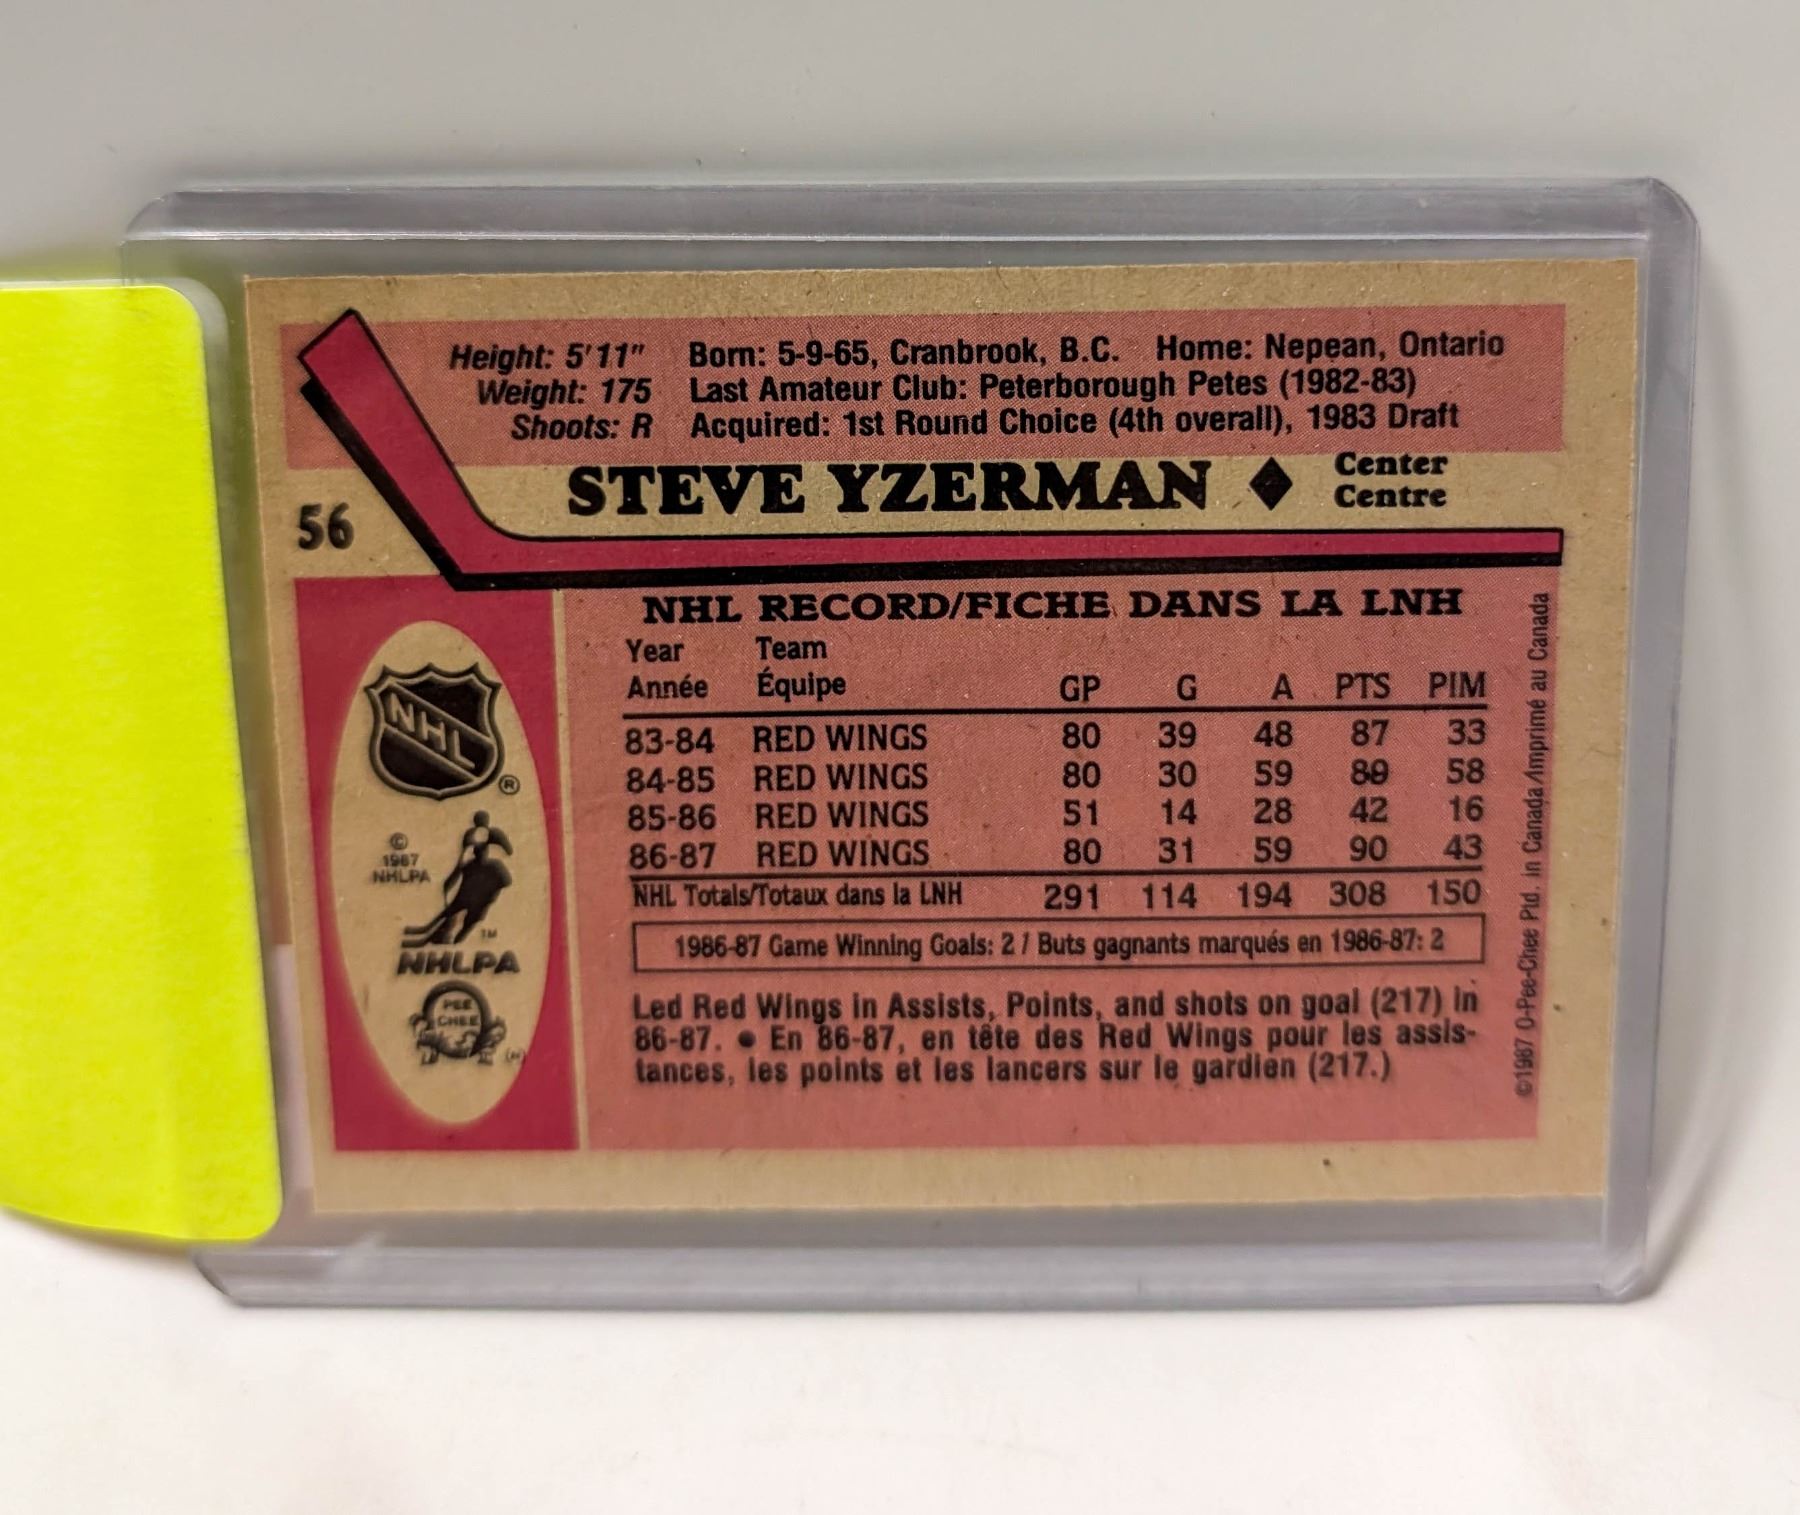 Height: 5'11" Born: 5-9-65, Cranbrook, B.C. Home: Nepean, Ontario
Weight: 175 Last Amateur Club: Peterborough Petes (1982-83)
Shoots: R Acquired: 1st Round Choice (4th overall), 1983 Draft
STEVE YZERMAN ♦ Center
Centre
56
NHL RECORD/FICHE DANS LA LNH
Year Team
Année Équipe GP G A PTS PIM
83-84 RED WINGS 80 39 48 87 33
84-85 RED WINGS 80 30 59 89 58
85-86 RED WINGS 51 14 28 42 16
86-87 RED WINGS 80 31 59 90 43
NHL Totals/Totaux dans la LNH 291 114 194 308 150
1986-87 Game Winning Goals: 2 / Buts gagnants marqués en 1986-87: 2
Led Red Wings in Assists, Points, and shots on goal (217) in
86-87. • En 86-87, en tête des Red Wings pour les assis-
tances, les points et les lancers sur le gardien (217.)
NHL
®
©
1987
NHLPA
TM
NHLPA
PEE
CHEE
©1987 O-Pee-Chee Ptd. in Canada/Imprimé au Canada